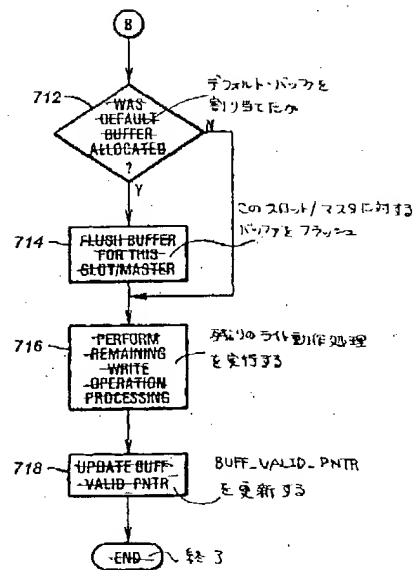 B
712
WAS
DEFAULT
BUFFER
ALLOCATED
?
デフォルト・バッファを
割り当てたか
N
Y
714
FLUSH BUFFER
FOR THIS
SLOT/MASTER
このスロット/マスタに対する
バッファをフラッシュ
716
PERFORM
REMAINING
WRITE
OPERATION
PROCESSING
残りのライト動作処理
を実行する
718
UPDATE BUFF_
VALID_PNTR
BUFF_VALID_PNTR
を更新する
END
終了